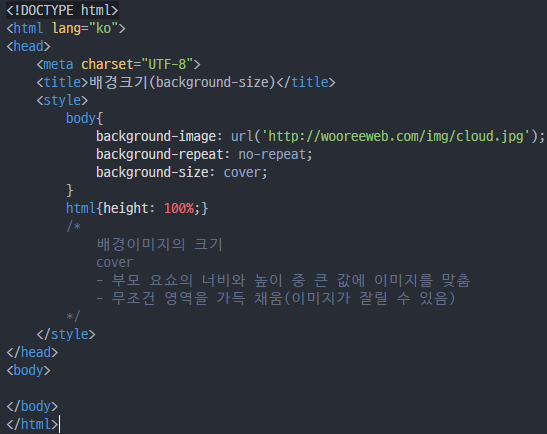 <!DOCTYPE html>
<html lang="ko">
<head>
    <meta charset="UTF-8">
    <title>배경크기(background-size)</title>
    <style>
        body{
            background-image: url('http://wooreeweb.com/img/cloud.jpg');
            background-repeat: no-repeat;
            background-size: cover;
        }
        html{height: 100%;}
        /*
            배경이미지의 크기
            cover
            - 부모 요쇼의 너비와 높이 중 큰 값에 이미지를 맞춤
            - 무조건 영역을 가득 채움(이미지가 잘릴 수 있음)
        */
    </style>
</head>
<body>

</body>
</html>